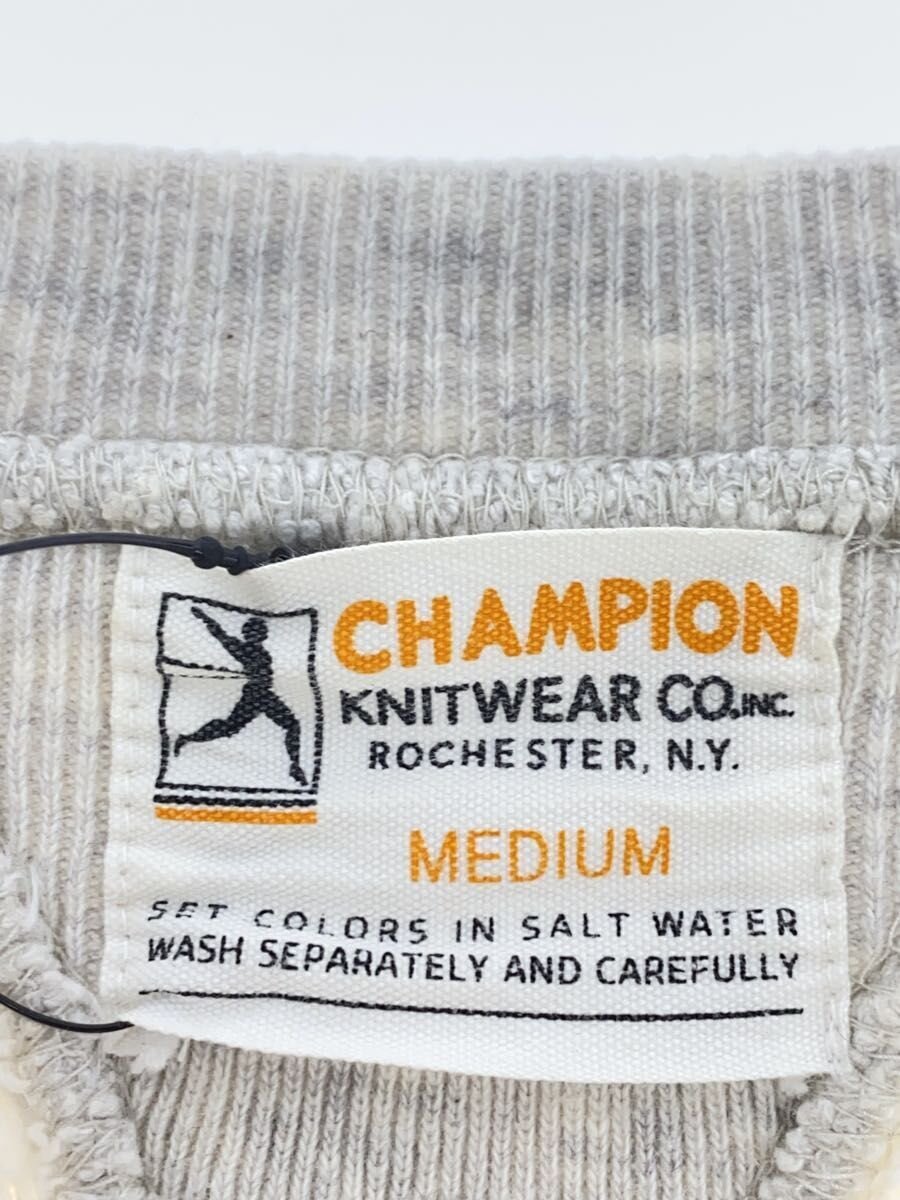 CHAMPION
KNITWEAR CO.INC.
ROCHESTER, N.Y.
MEDIUM
SET COLORS IN SALT WATER
WASH SEPARATELY AND CAREFULLY